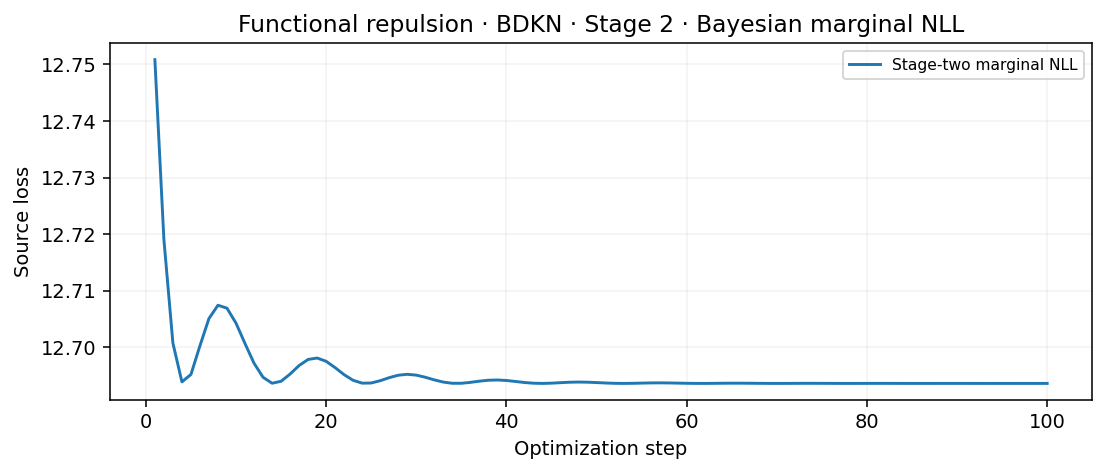 Functional repulsion · BDKN · Stage 2 · Bayesian marginal NLL
Stage-two marginal NLL
Source loss
12.75
12.74
12.73
12.72
12.71
12.70
0 20 40 60 80 100
Optimization step